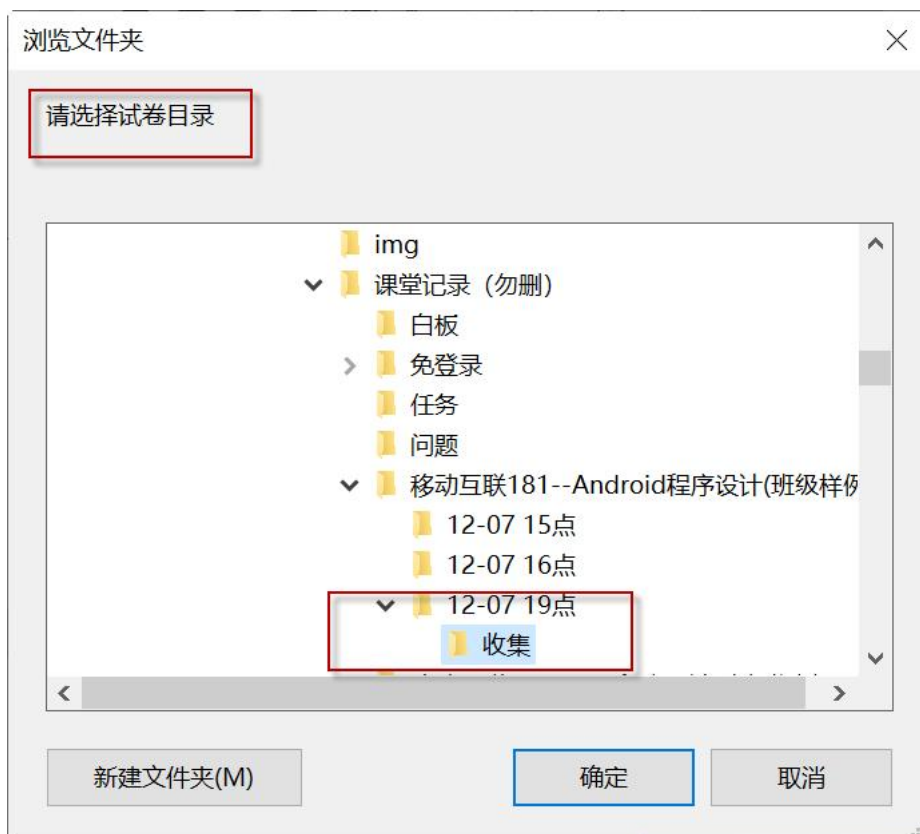 浏览文件夹
请选择试卷目录
img
课堂记录（勿删）
白板
免登录
任务
问题
移动互联181--Android程序设计(班级样
12-07 15点
12-07 16点
12-07 19点
收集
新建文件夹(M)
确定
取消